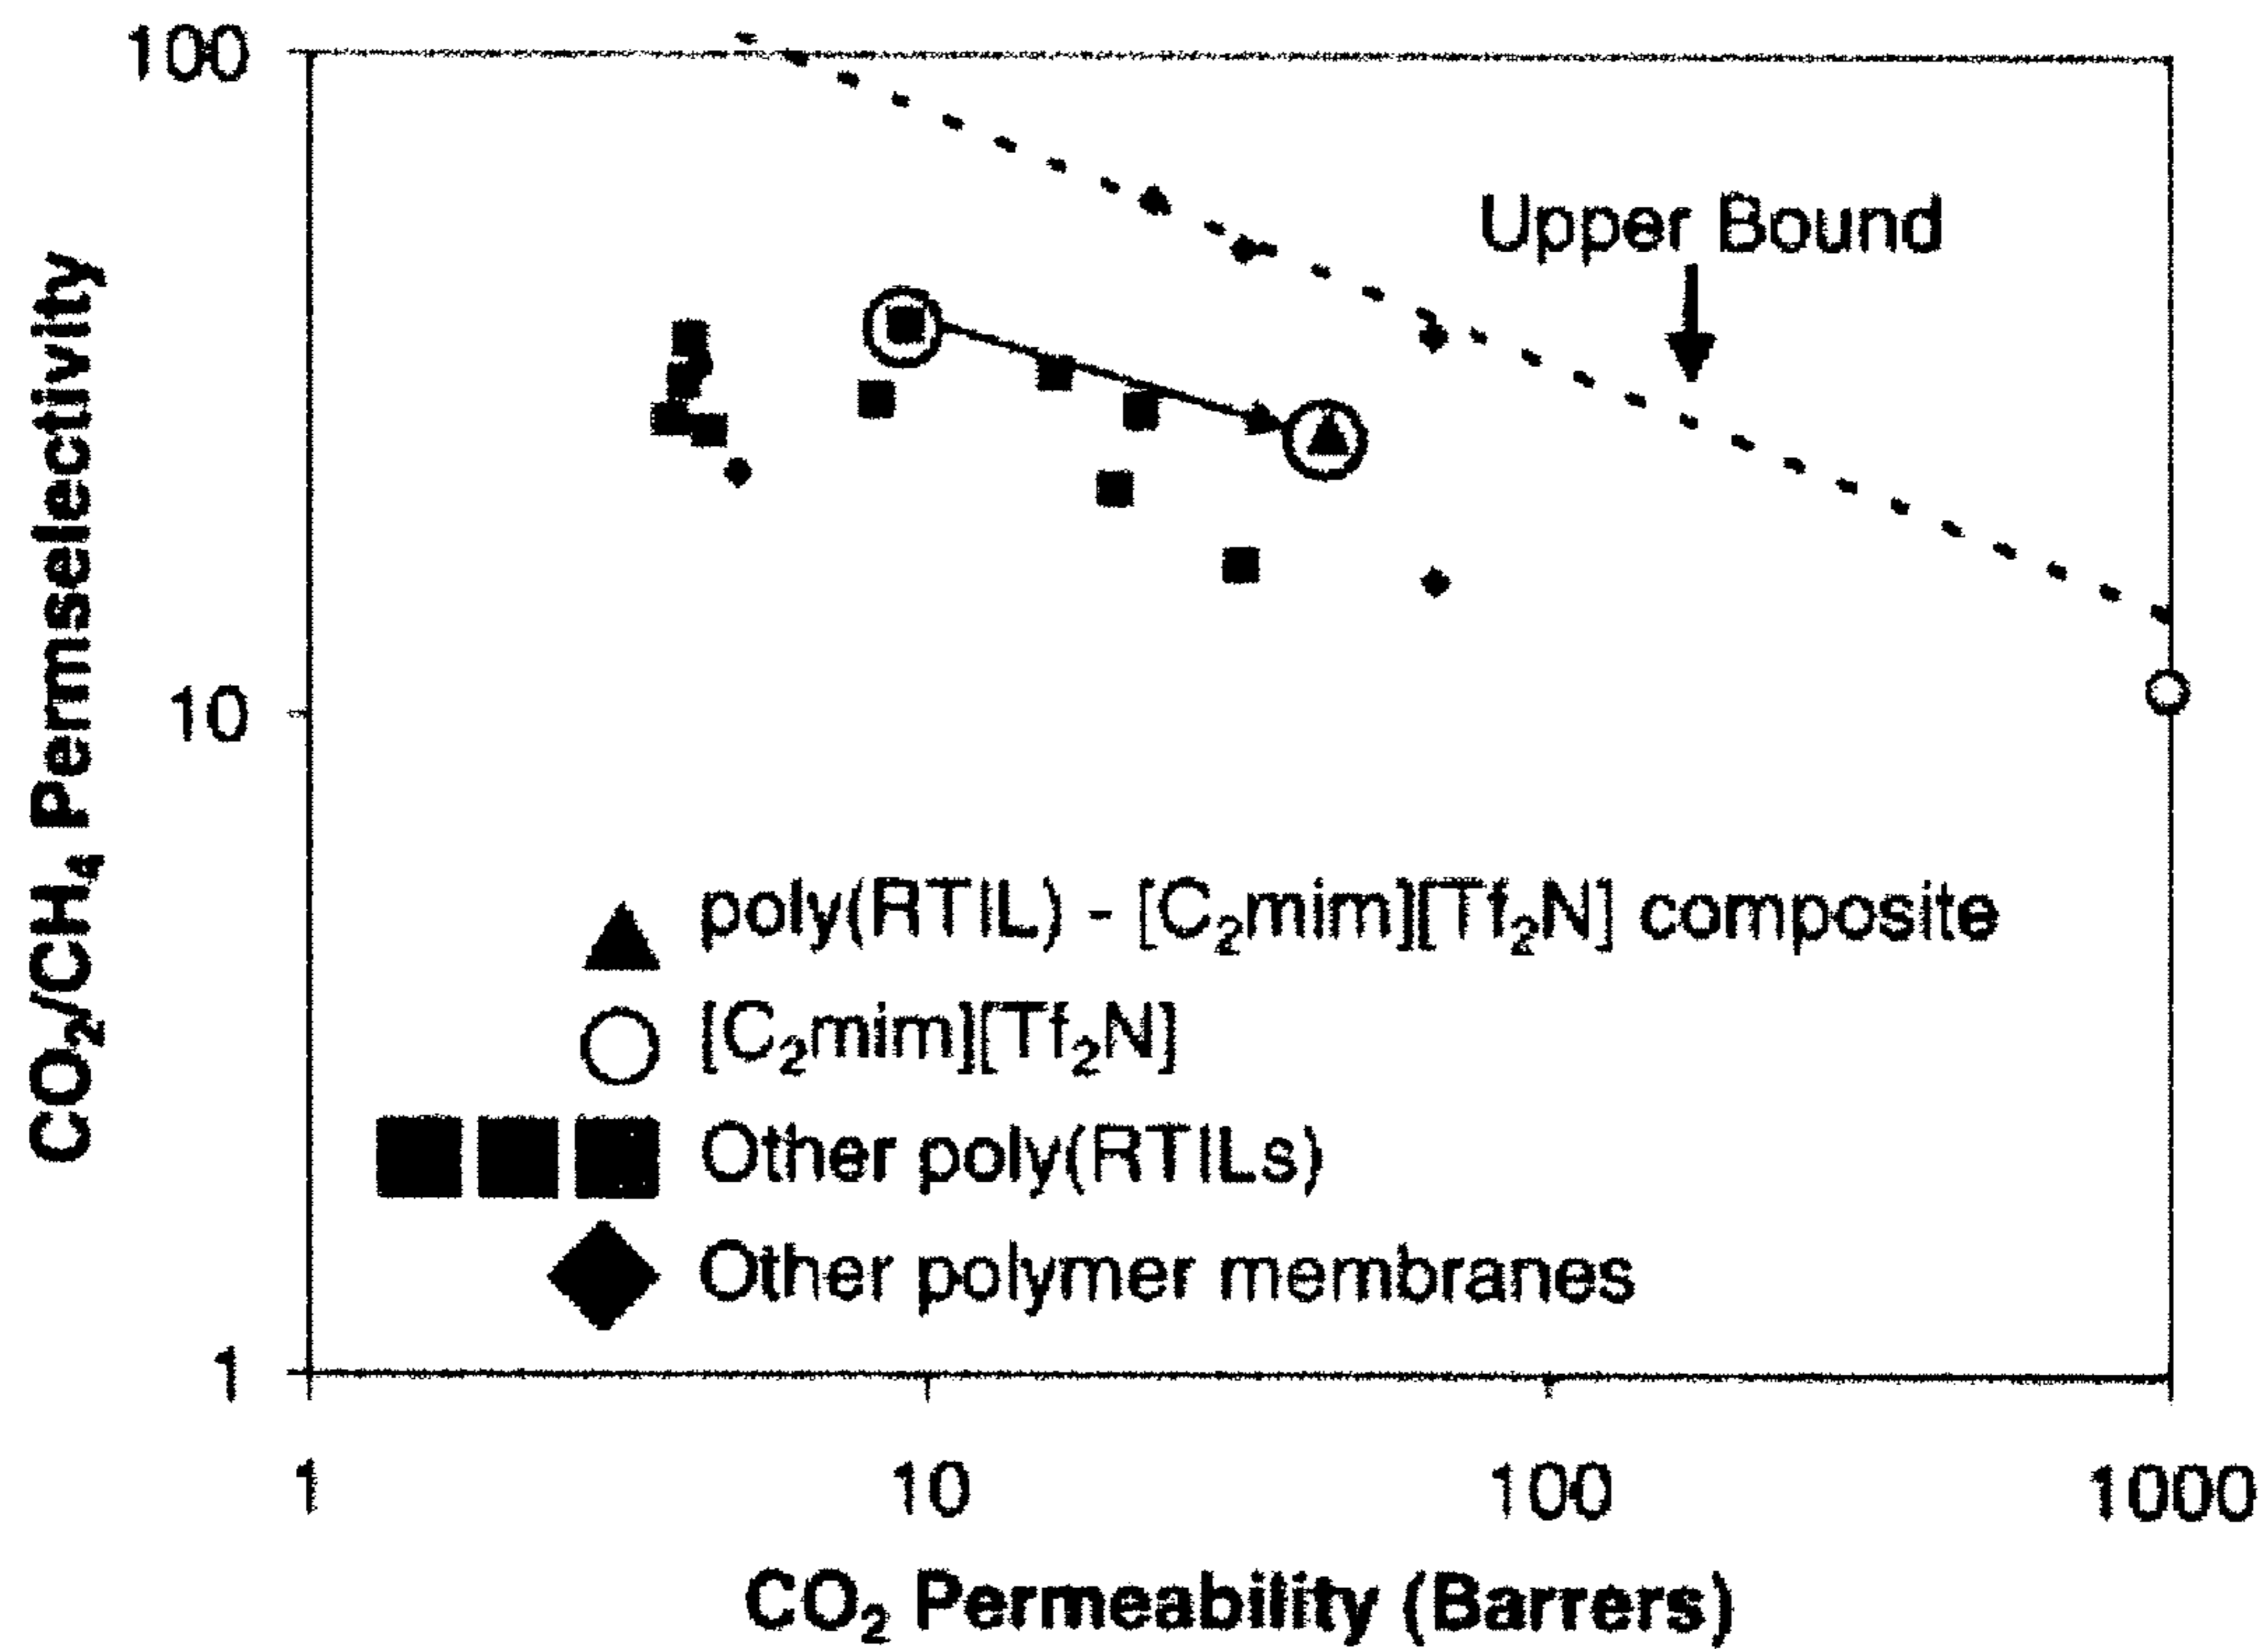 100
Upper Bound
CO₂/CH₄ Permselectivity
10
poly(RTIL) - [C₂mim][Tf₂N] composite
[C₂mim][Tf₂N]
Other poly(RTILs)
Other polymer membranes
1
1 10 100 1000
CO₂ Permeability (Barrers)